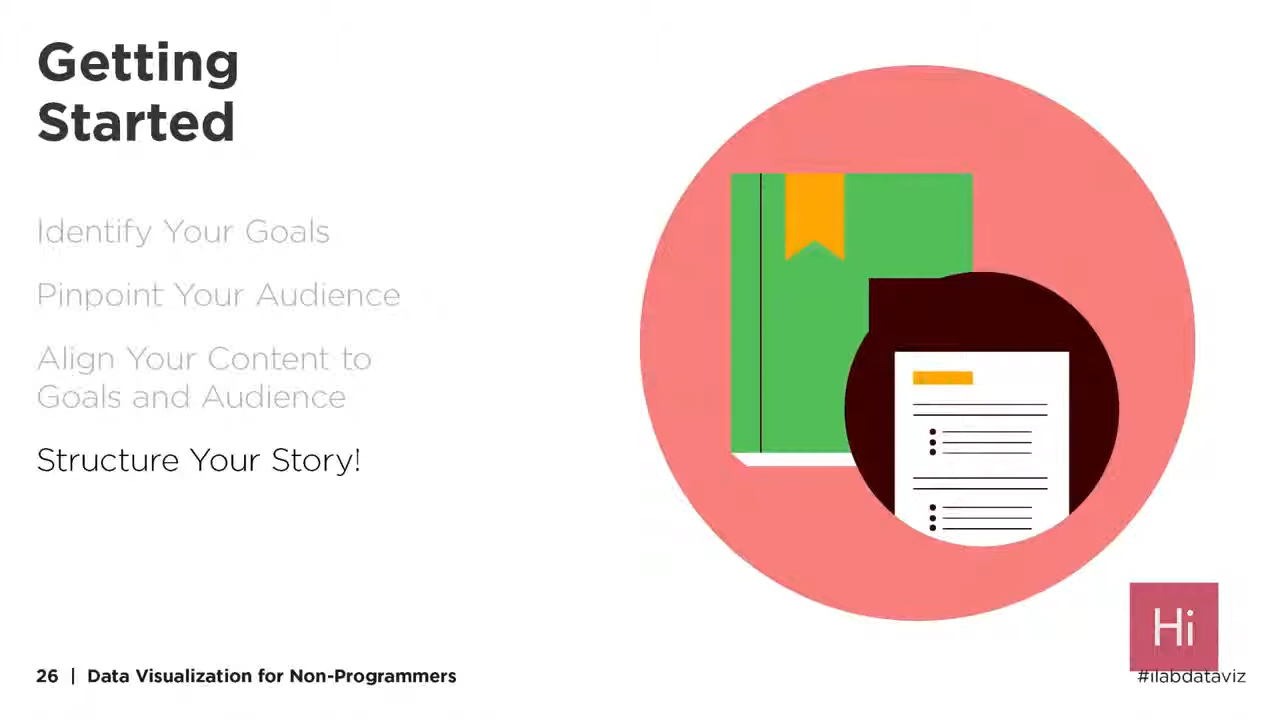 Getting
Started
Identify Your Goals
Pinpoint Your Audience
Align Your Content to
Goals and Audience
Structure Your Story!
Hi
26 | Data Visualization for Non-Programmers
#ilabdataviz